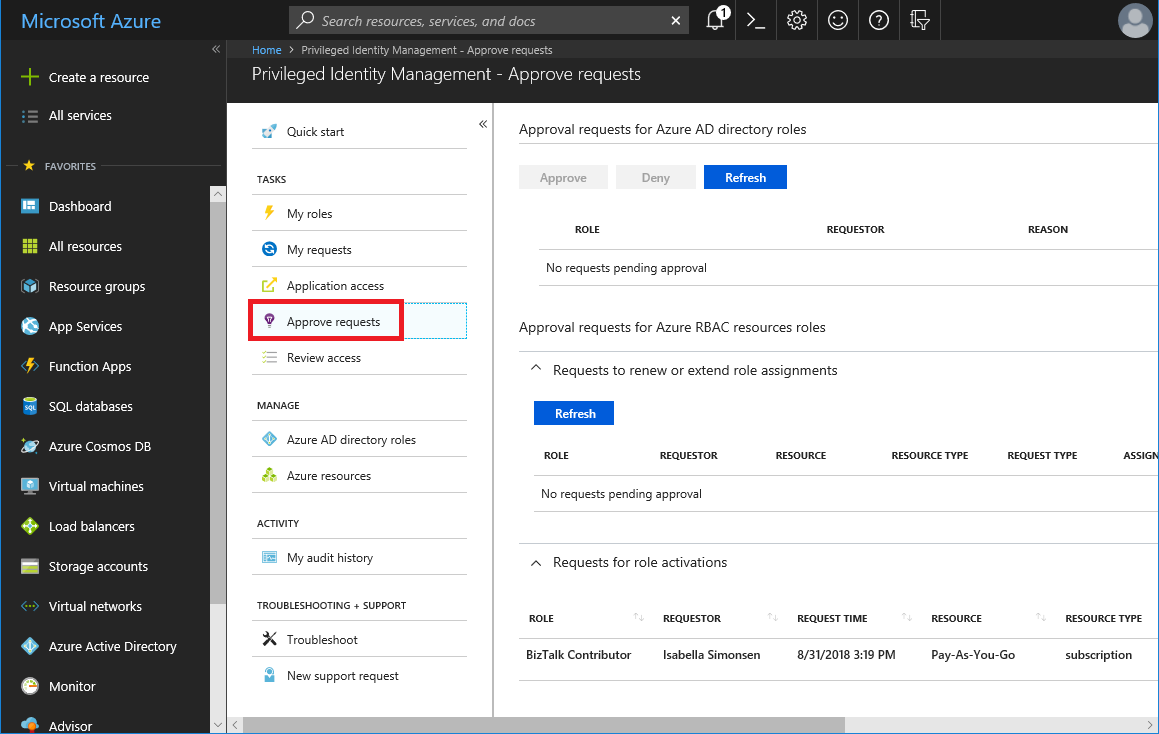 Microsoft Azure
Search resources, services, and docs
1
Home > Privileged Identity Management - Approve requests
Privileged Identity Management - Approve requests
Create a resource
All services
FAVORITES
Dashboard
All resources
Resource groups
App Services
Function Apps
SQL databases
Azure Cosmos DB
Virtual machines
Load balancers
Storage accounts
Virtual networks
Azure Active Directory
Monitor
Advisor
Quick start
TASKS
My roles
My requests
Application access
Approve requests
Review access
MANAGE
Azure AD directory roles
Azure resources
ACTIVITY
My audit history
TROUBLESHOOTING + SUPPORT
Troubleshoot
New support request
Approval requests for Azure AD directory roles
Approve Deny Refresh
ROLE REQUESTOR REASON
No requests pending approval
Approval requests for Azure RBAC resources roles
Requests to renew or extend role assignments
Refresh
ROLE REQUESTOR RESOURCE RESOURCE TYPE REQUEST TYPE ASSIGN
No requests pending approval
Requests for role activations
ROLE REQUESTOR REQUEST TIME RESOURCE RESOURCE TYPE
BizTalk Contributor Isabella Simonsen 8/31/2018 3:19 PM Pay-As-You-Go subscription